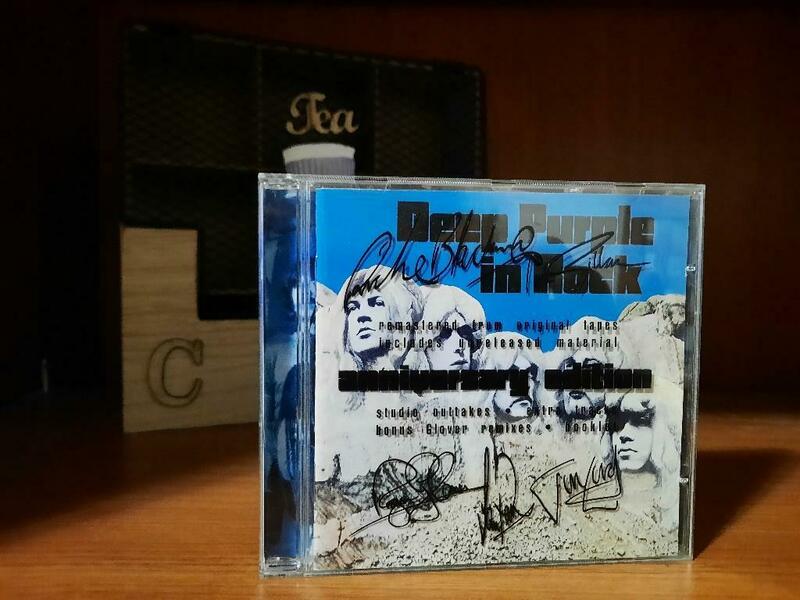 Tea
C
Deep Purple
in Rock
remastered from original tapes
includes unreleased material
anniversary edition
studio outtakes • extra tracks
bonus Glover remixes • booklet